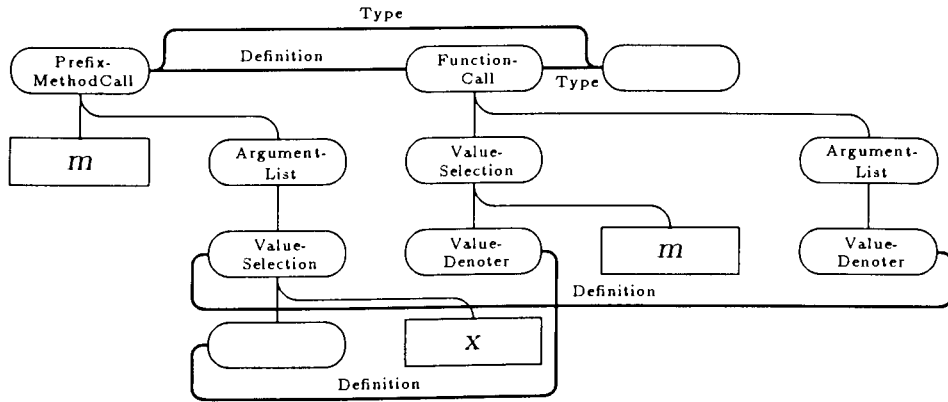 Type
Prefix-
MethodCall
Definition
Function-
Call
Type
m
Argument-
List
Value-
Selection
Argument-
List
Value-
Selection
Value-
Denoter
m
Value-
Denoter
Definition
x
Definition